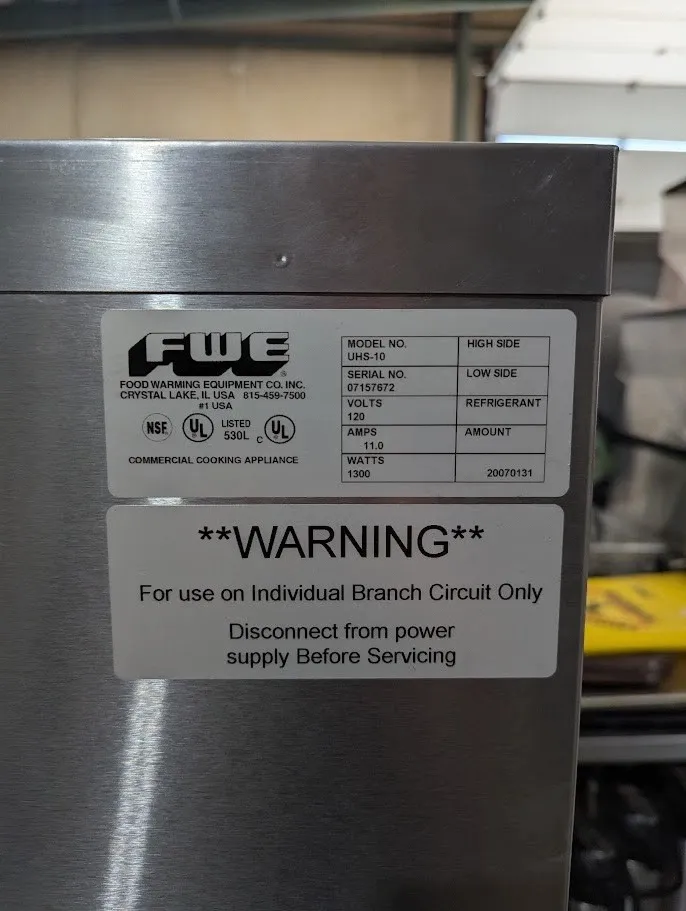 FWE
®
FOOD WARMING EQUIPMENT CO. INC.
CRYSTAL LAKE, IL USA 815-459-7500
#1 USA
NSF
UL
LISTED
530L
C UL
COMMERCIAL COOKING APPLIANCE
MODEL NO.
UHS-10
HIGH SIDE
SERIAL NO.
07157672
LOW SIDE
VOLTS
120
REFRIGERANT
AMPS
11.0
AMOUNT
WATTS
1300
20070131
**WARNING**
For use on Individual Branch Circuit Only
Disconnect from power
supply Before Servicing